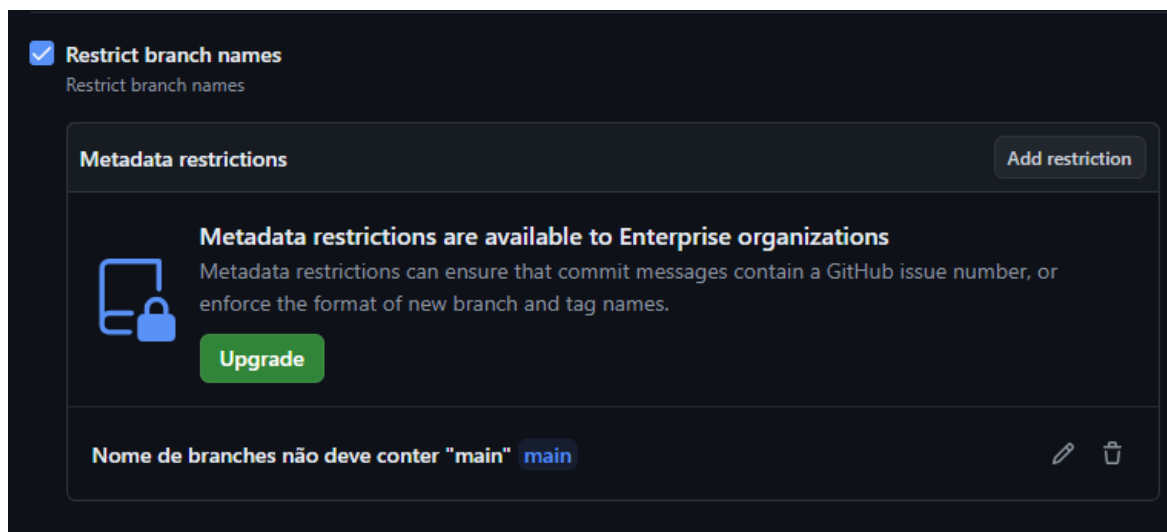 Restrict branch names
Restrict branch names
Metadata restrictions
Add restriction
Metadata restrictions are available to Enterprise organizations
Metadata restrictions can ensure that commit messages contain a GitHub issue number, or
enforce the format of new branch and tag names.
Upgrade
Nome de branches não deve conter "main" main